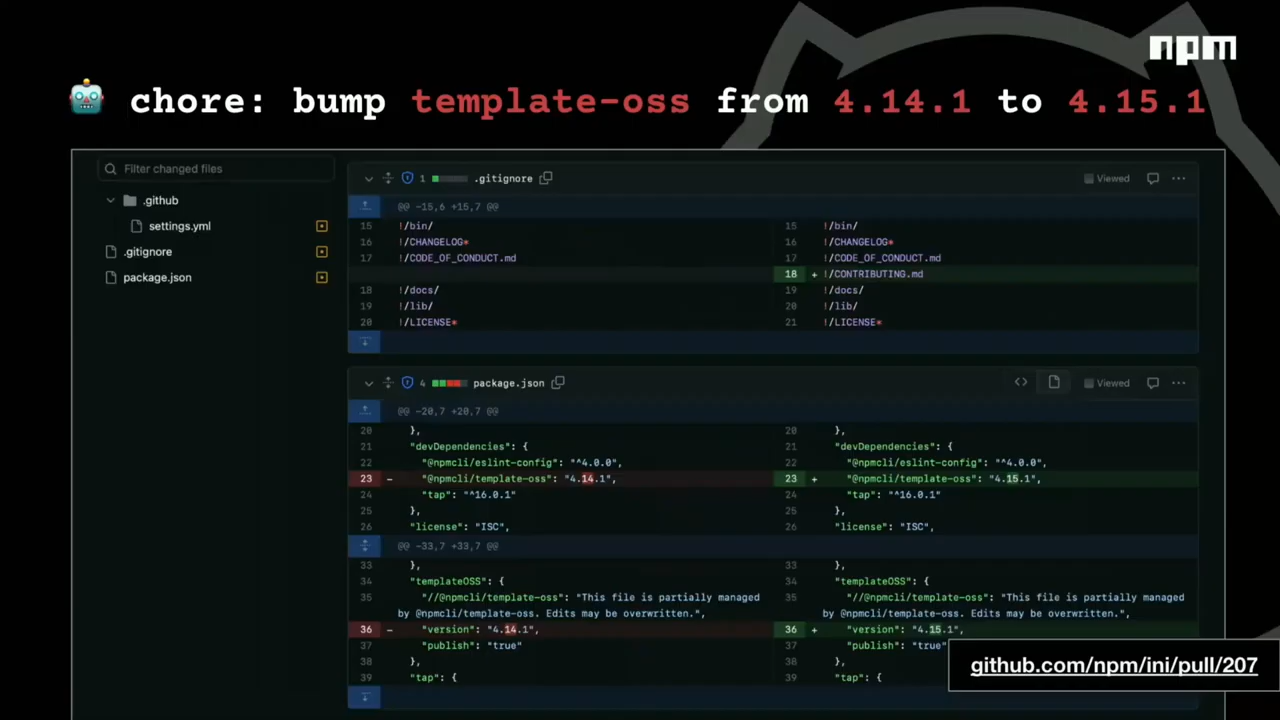 npm
chore: bump template-oss from 4.14.1 to 4.15.1
Filter changed files
.github
settings.yml
.gitignore
package.json
1 .gitignore
Viewed
@@ -15,6 +15,7 @@
15 !/bin/
16 !/CHANGELOG*
17 !/CODE_OF_CONDUCT.md
18 !/docs/
19 !/lib/
20 !/LICENSE*
15 !/bin/
16 !/CHANGELOG*
17 !/CODE_OF_CONDUCT.md
18 + !/CONTRIBUTING.md
19 !/docs/
20 !/lib/
21 !/LICENSE*
4 package.json
Viewed
@@ -20,7 +20,7 @@
20 },
21 "devDependencies": {
22 "@npmcli/eslint-config": "^4.0.0",
23 - "@npmcli/template-oss": "4.14.1",
24 "tap": "^16.0.1"
25 },
26 "license": "ISC",
20 },
21 "devDependencies": {
22 "@npmcli/eslint-config": "^4.0.0",
23 + "@npmcli/template-oss": "4.15.1",
24 "tap": "^16.0.1"
25 },
26 "license": "ISC",
@@ -33,7 +33,7 @@
33 },
34 "templateOSS": {
35 "//@npmcli/template-oss": "This file is partially managed
by @npmcli/template-oss. Edits may be overwritten.",
36 - "version": "4.14.1",
37 "publish": "true"
38 },
39 "tap": {
33 },
34 "templateOSS": {
35 "//@npmcli/template-oss": "This file is partially managed
by @npmcli/template-oss. Edits may be overwritten.",
36 + "version": "4.15.1",
37 "publish": "true"
38 },
39 "tap": {
github.com/npm/ini/pull/207